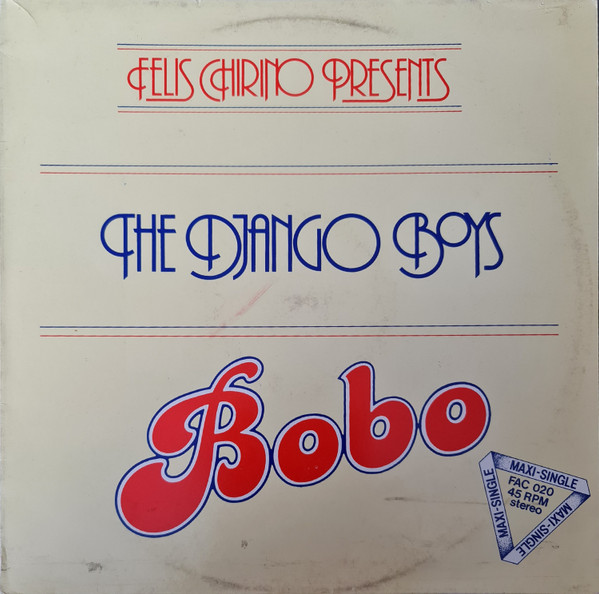 FELIS CHIRINO PRESENTS
THE DJANGO BOYS
Bobo
MAXI-SINGLE
MAXI-SINGLE
MAXI-SINGLE
FAC 020
45 RPM
stereo